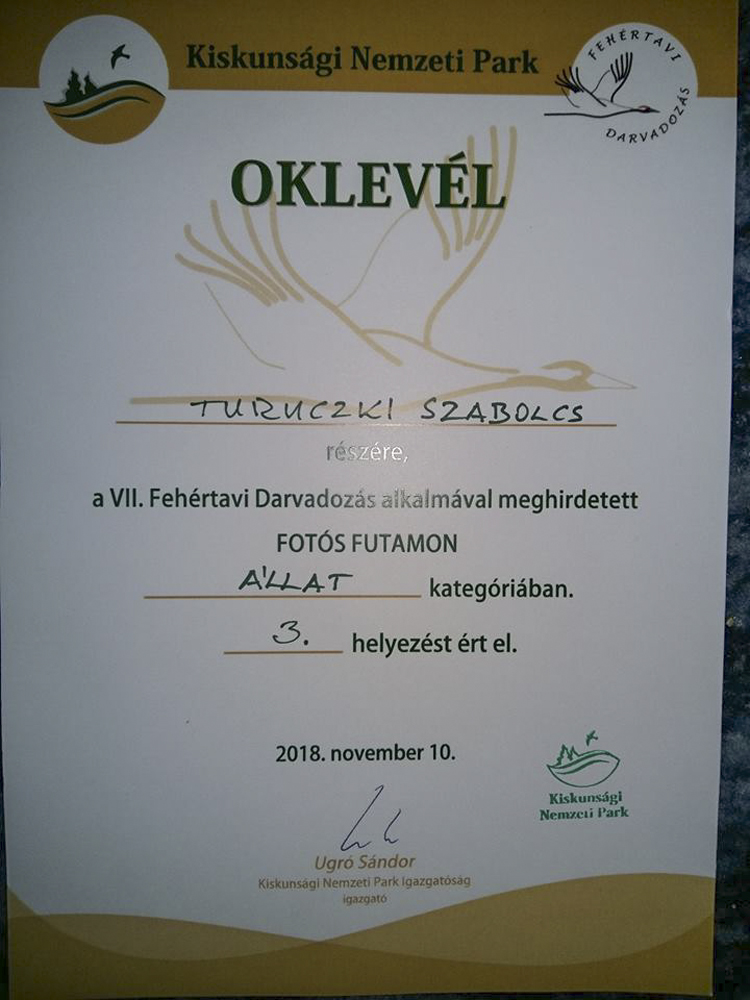 Kiskunsági Nemzeti Park
FEHÉRTAVI
DARVADOZÁS
OKLEVÉL
TURUCZKI SZABOLCS
részére,
a VII. Fehértavi Darvadozás alkalmával meghirdetett
FOTÓS FUTAMON
ÁLLAT kategóriában.
3. helyezést ért el.
2018. november 10.
Kiskunsági
Nemzeti Park
Ugró Sándor
Kiskunsági Nemzeti Park Igazgatóság
igazgató